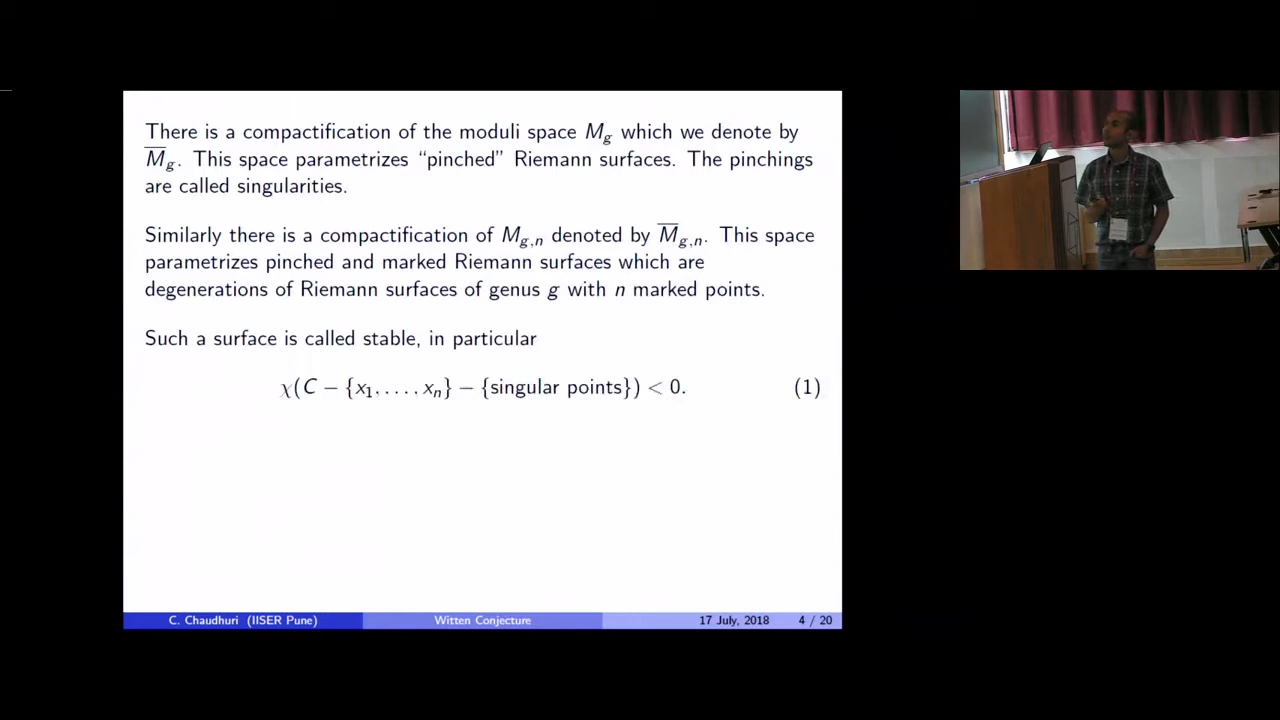 There is a compactification of the moduli space M_g which we denote by
M̅_g. This space parametrizes “pinched” Riemann surfaces. The pinchings
are called singularities.
Similarly there is a compactification of M_{g,n} denoted by M̅_{g,n}. This space
parametrizes pinched and marked Riemann surfaces which are
degenerations of Riemann surfaces of genus g with n marked points.
Such a surface is called stable, in particular
χ(C − {x₁, . . . , xₙ} − {singular points}) < 0. (1)
C. Chaudhuri (IISER Pune) Witten Conjecture 17 July, 2018 4 / 20